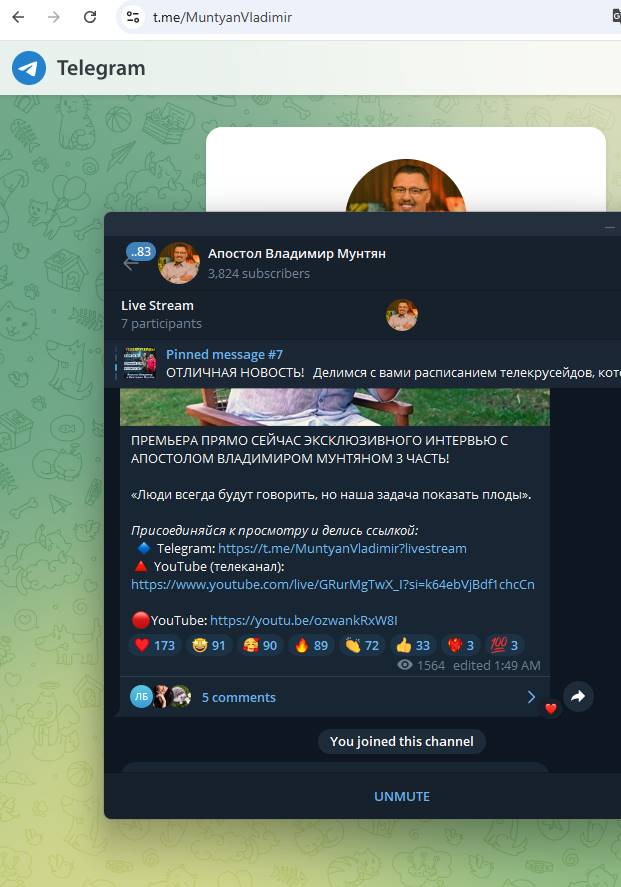 t.me/MuntyanVladimir
Telegram
..83
Апостол Владимир Мунтян
3,824 subscribers
Live Stream
7 participants
Pinned message #7
ОТЛИЧНАЯ НОВОСТЬ! Делимся с вами расписанием телекрусейдов, кото
ПРЕМЬЕРА ПРЯМО СЕЙЧАС ЭКСКЛЮЗИВНОГО ИНТЕРВЬЮ С
АПОСТОЛОМ ВЛАДИМИРОМ МУНТЯНОМ 3 ЧАСТЬ!
«Люди всегда будут говорить, но наша задача показать плоды».
Присоединяйся к просмотру и делись ссылкой:
🔷 Telegram: https://t.me/MuntyanVladimir?livestream
🔺 YouTube (телеканал):
https://www.youtube.com/live/GRurMgTwX_I?si=k64ebVjBdf1chcCn
🔴YouTube: https://youtu.be/ozwankRxW8I
❤️ 173 🤩 91 🥰 90 🔥 89 👏 72 👍 33 ❤️‍🔥 3 💯 3
1564 edited 1:49 AM
ЛБ 5 comments
You joined this channel
UNMUTE